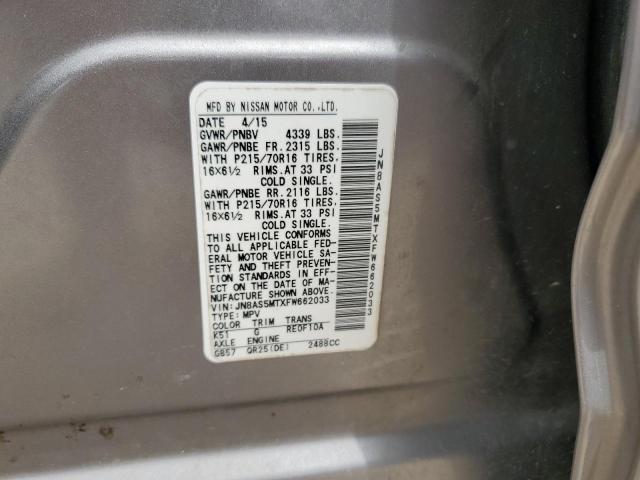 MFD BY NISSAN MOTOR CO.,LTD.
DATE 4/15
GVWR/PNBV 4339 LBS.
GAWR/PNBE FR. 2315 LBS.
WITH P215/70R16 TIRES,
16X6½ RIMS, AT 33 PSI
COLD SINGLE.
GAWR/PNBE RR. 2116 LBS.
WITH P215/70R16 TIRES,
16X6½ RIMS, AT 33 PSI
COLD SINGLE.
THIS VEHICLE CONFORMS
TO ALL APPLICABLE FED-
ERAL MOTOR VEHICLE SA-
FETY AND THEFT PREVEN-
TION STANDARDS IN EFF-
ECT ON THE DATE OF MA-
NUFACTURE SHOWN ABOVE.
VIN: JN8AS5MTXFW662033
TYPE: MPV
COLOR TRIM TRANS
K51 G RE0F10A
AXLE ENGINE
GB57 QR25(DE) 2488CC
JN8AS5MTXFW662033